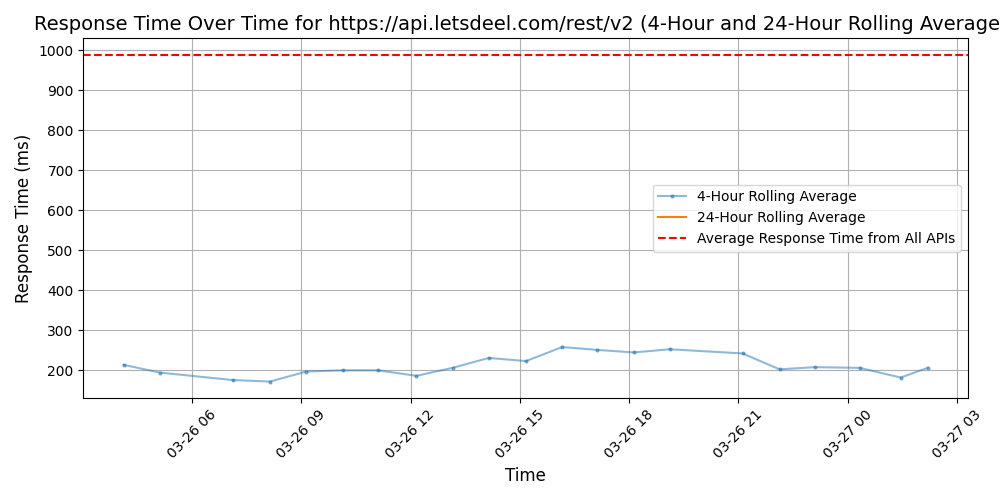 Response Time Over Time for https://api.letsdeel.com/rest/v2 (4-Hour and 24-Hour Rolling Average
1000
900
800
700
600
500
400
300
200
Response Time (ms)
4-Hour Rolling Average
24-Hour Rolling Average
Average Response Time from All APIs
03-26 06
03-26 09
03-26 12
03-26 15
03-26 18
03-26 21
03-27 00
03-27 03
Time